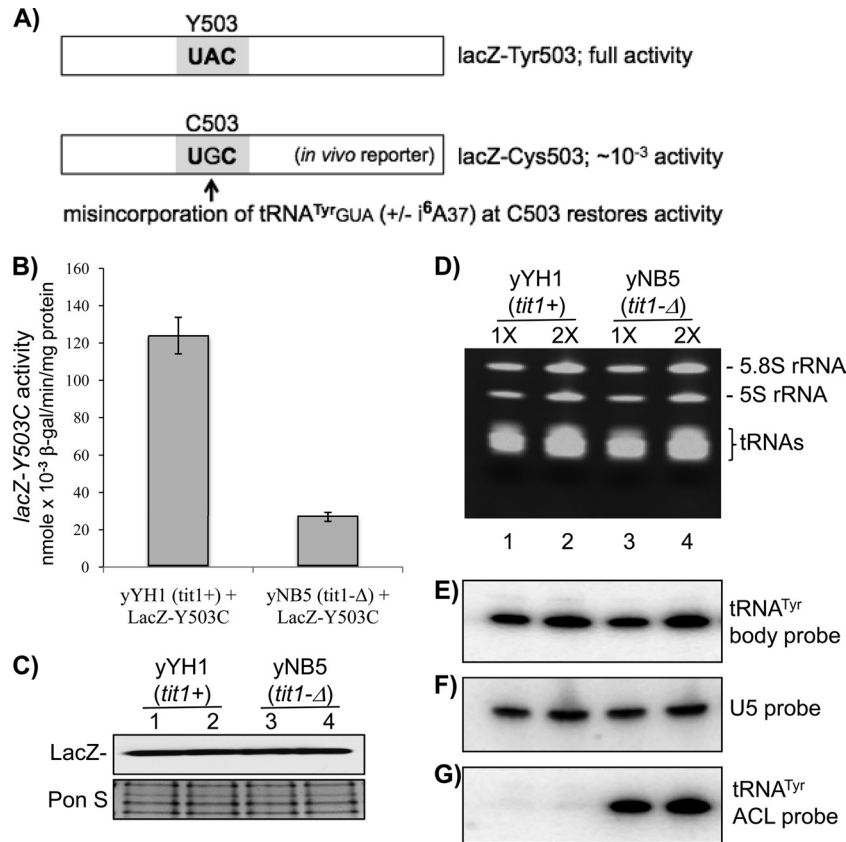 A)
Y503
UAC
lacZ-Tyr503; full activity
C503
UGC
(in vivo reporter)
lacZ-Cys503; ~10⁻³ activity
misincorporation of tRNAᵀʸʳGUA (+/- i⁶A37) at C503 restores activity
B)
lacZ-Y503C activity
nmole x 10⁻³ β-gal/min/mg protein
160
140
120
100
80
60
40
20
0
yYH1 (tit1+) +
LacZ-Y503C
yNB5 (tit1-Δ) +
LacZ-Y503C
C)
yYH1
(tit1+)
yNB5
(tit1-Δ)
1 2 3 4
LacZ-
Pon S
D)
yYH1
(tit1+)
yNB5
(tit1-Δ)
1X 2X 1X 2X
- 5.8S rRNA
- 5S rRNA
tRNAs
1 2 3 4
E)
tRNAᵀʸʳ
body probe
F)
U5 probe
G)
tRNAᵀʸʳ
ACL probe